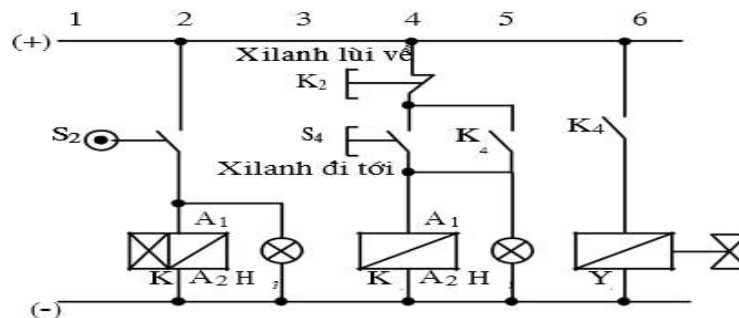 1 2 3 4 5 6
(+)
Xilanh lùi về
K2
S2 S4 K4 K4
Xilanh đi tới
A1 A1
K A2 H K A2 H Y
(-)